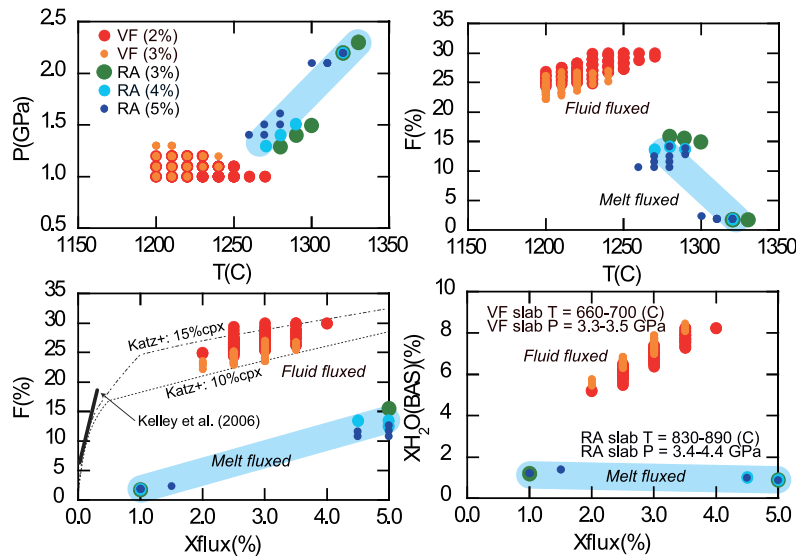 VF (2%)
VF (3%)
RA (3%)
RA (4%)
RA (5%)
P(GPa)
2.5
2.0
1.5
1.0
0.5
1150 1200 1250 1300 1350
T(C)
F(%)
35
30
25
20
15
10
5
0
Fluid fluxed
Melt fluxed
1150 1200 1250 1300 1350
T(C)
F(%)
35
30
25
20
15
10
5
0
Katz+: 15%cpx
Katz+: 10%cpx
Fluid fluxed
Kelley et al. (2006)
Melt fluxed
0.0 1.0 2.0 3.0 4.0 5.0
Xflux(%)
XH2O(BAS)(%)
10
8
6
4
2
0
VF slab T = 660-700 (C)
VF slab P = 3.3-3.5 GPa
Fluid fluxed
RA slab T = 830-890 (C)
RA slab P = 3.4-4.4 GPa
Melt fluxed
0.0 1.0 2.0 3.0 4.0 5.0
Xflux(%)